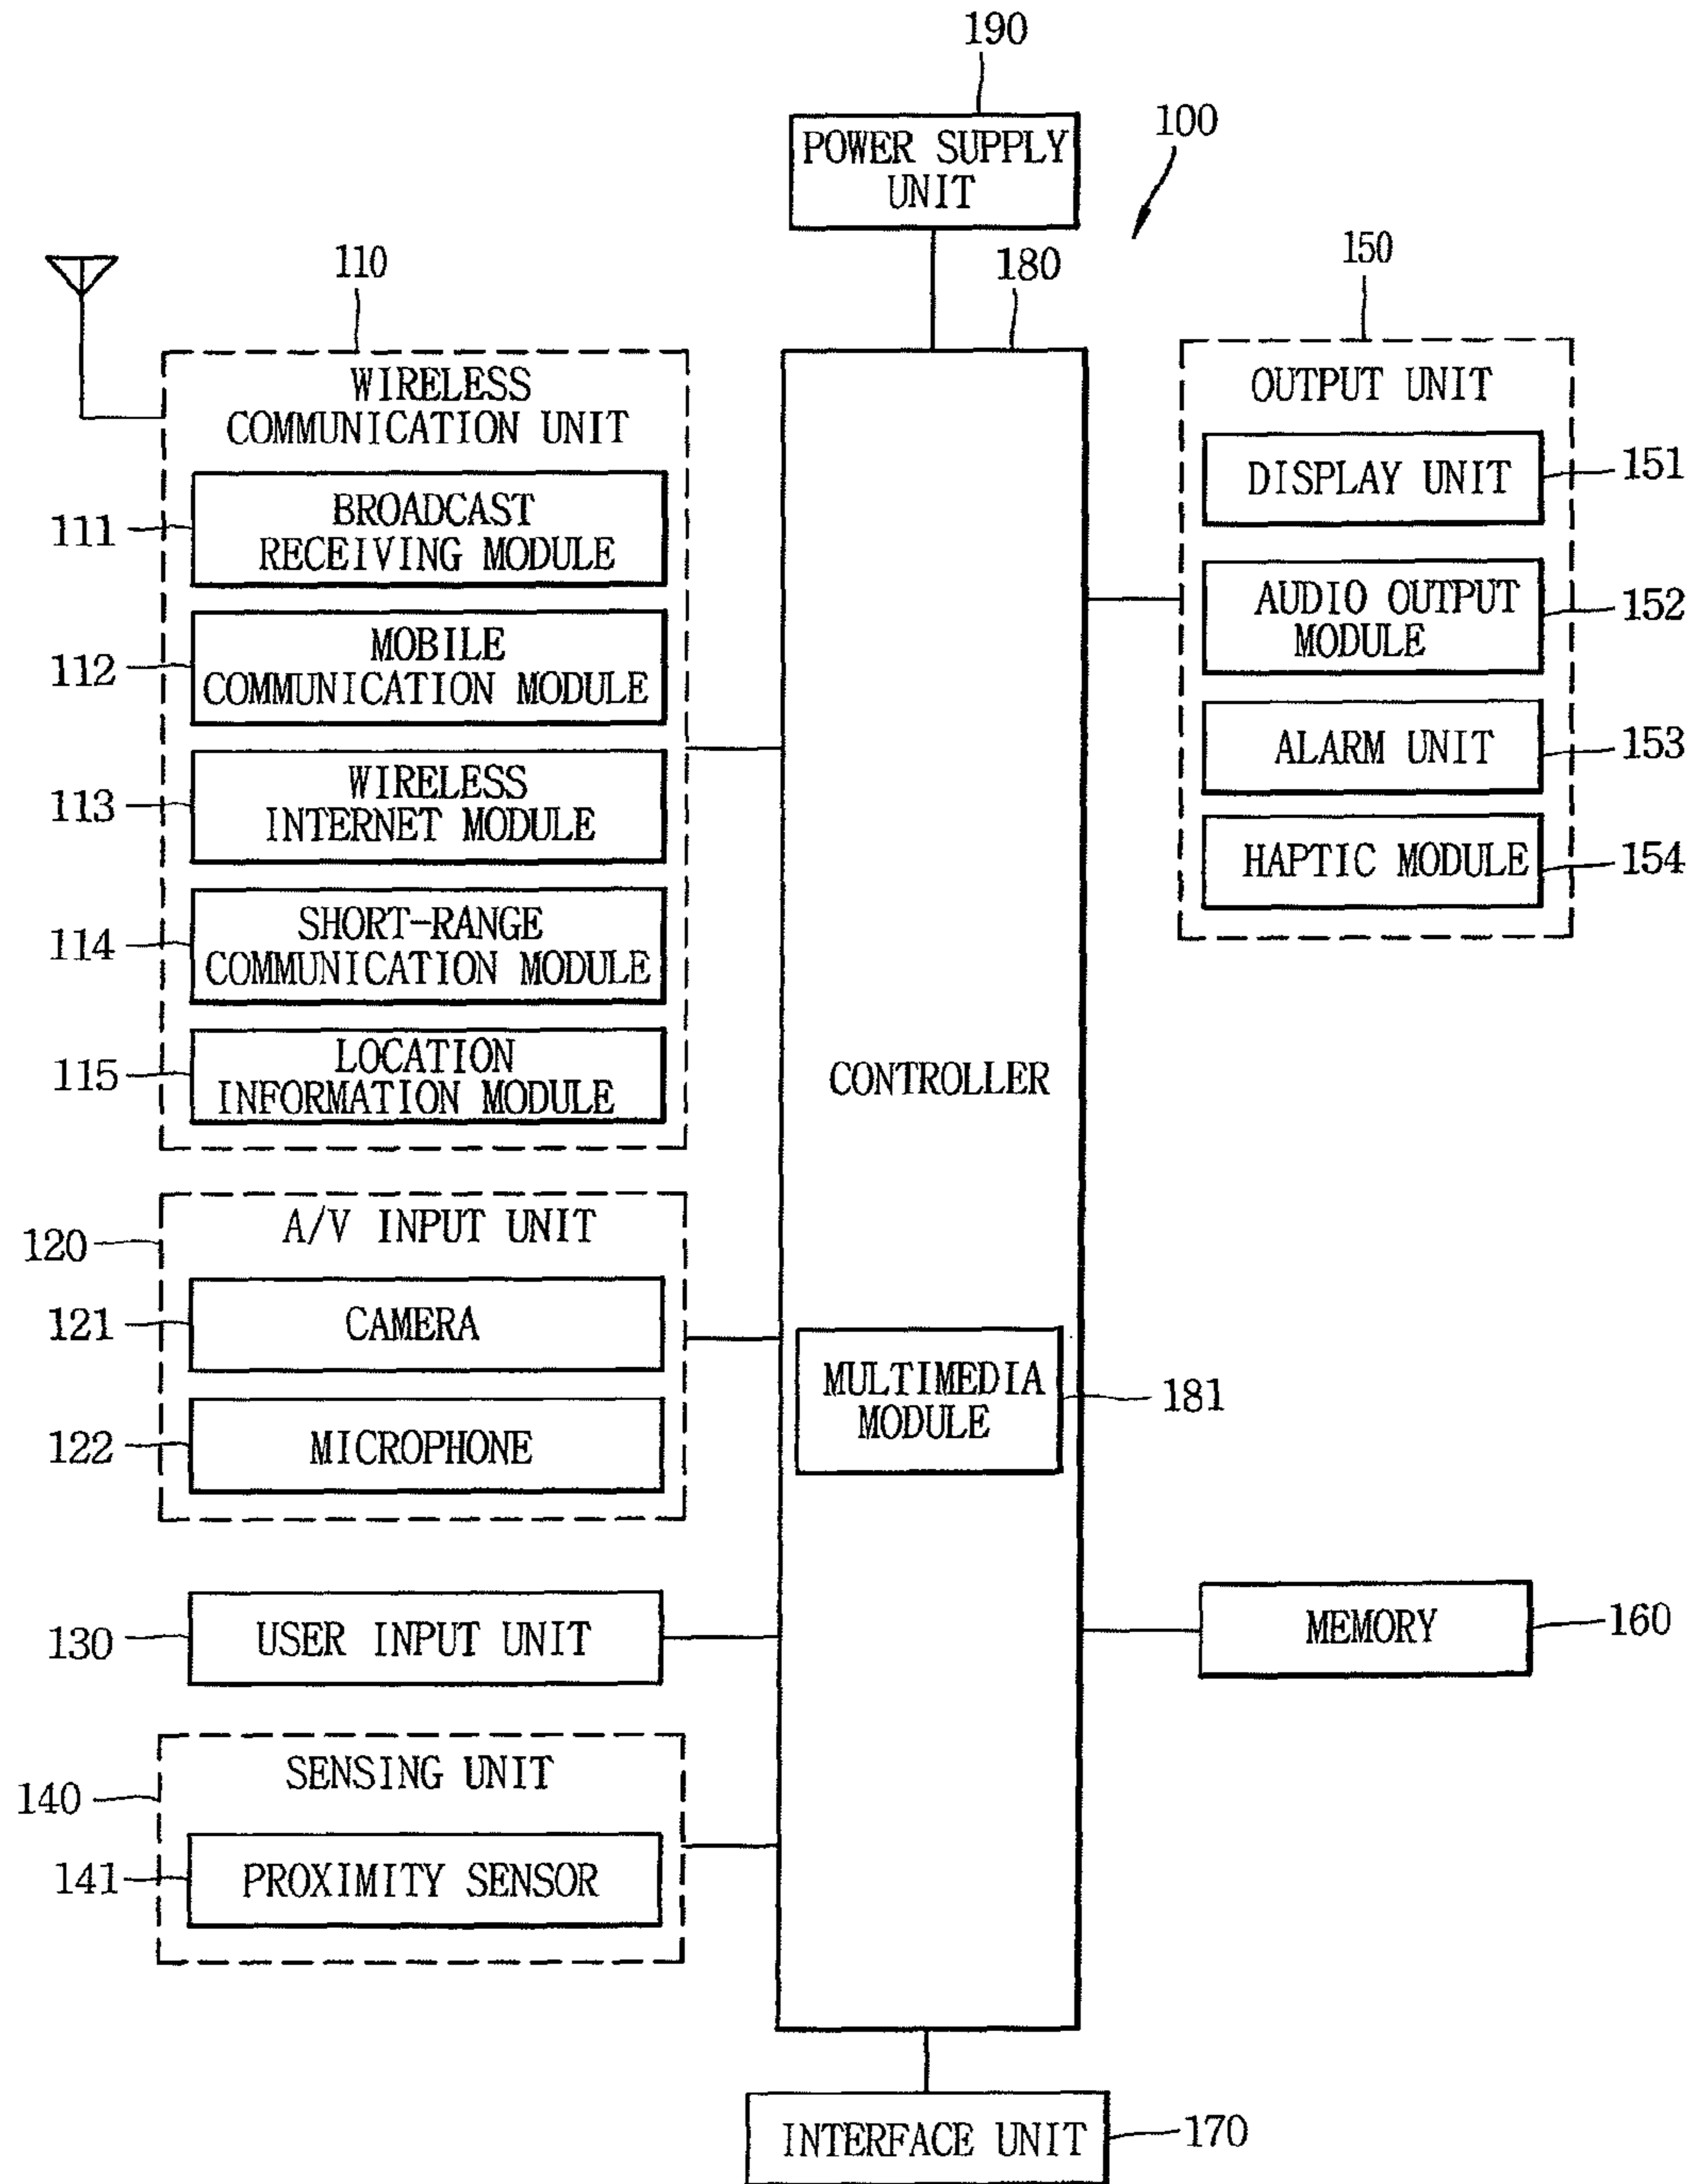 190
POWER SUPPLY
UNIT
100
110
180
150
WIRELESS
COMMUNICATION UNIT
111
BROADCAST
RECEIVING MODULE
112
MOBILE
COMMUNICATION MODULE
113
WIRELESS
INTERNET MODULE
114
SHORT-RANGE
COMMUNICATION MODULE
115
LOCATION
INFORMATION MODULE
120
A/V INPUT UNIT
121
CAMERA
122
MICROPHONE
130
USER INPUT UNIT
140
SENSING UNIT
141
PROXIMITY SENSOR
CONTROLLER
MULTIMEDIA
MODULE
181
OUTPUT UNIT
DISPLAY UNIT
151
AUDIO OUTPUT
MODULE
152
ALARM UNIT
153
HAPTIC MODULE
154
MEMORY
160
INTERFACE UNIT
170